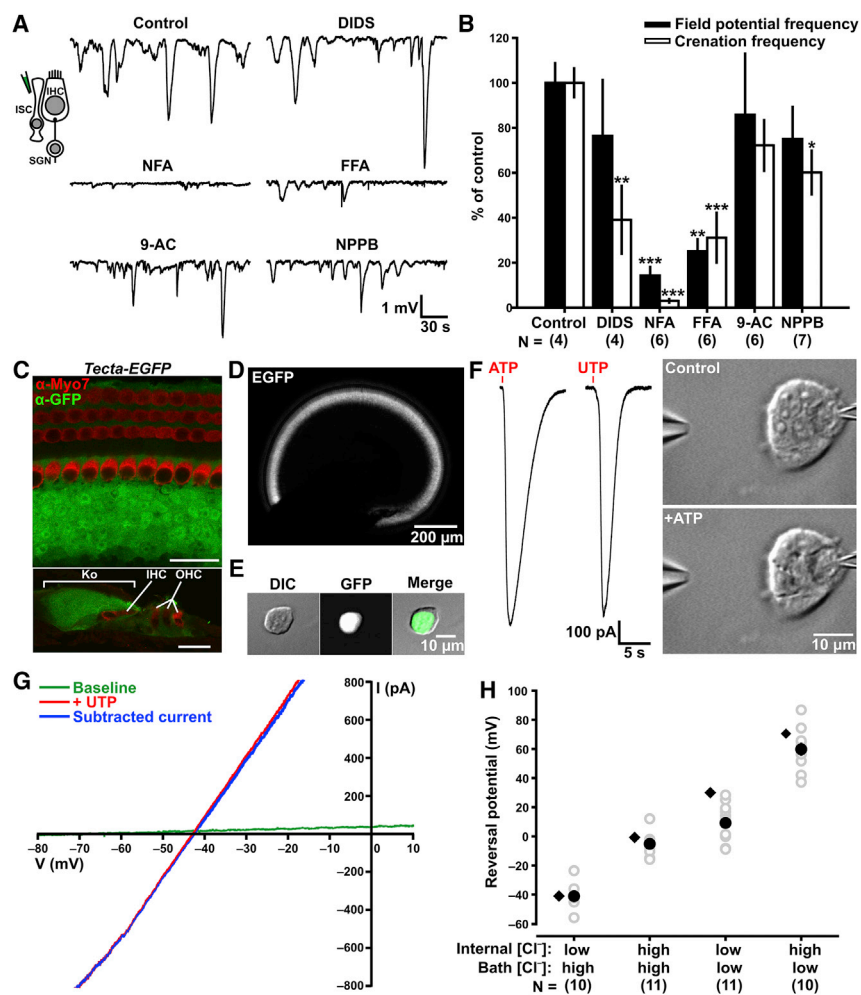 A
Control
DIDS
IHC
ISC
SGN
NFA
FFA
9-AC
NPPB
1 mV
30 s
B
Field potential frequency
Crenation frequency
120
100
80
60
40
20
0
% of control
**
***
***
**
***
*
Control DIDS NFA FFA 9-AC NPPB
N = (4) (4) (6) (6) (6) (7)
C
Tecta-EGFP
α-Myo7
α-GFP
Ko IHC OHC
D
EGFP
200 µm
E
DIC GFP Merge
10 µm
F
ATP UTP
100 pA
5 s
Control
+ATP
10 µm
G
Baseline
+ UTP
Subtracted current
I (pA)
800
600
400
200
–80 –70 –60 –50 –40 –30 –20 –10 0 10
V (mV)
–200
–400
–600
–800
H
Reversal potential (mV)
100
80
60
40
20
0
–20
–40
–60
Internal [Cl⁻]: low high low high
Bath [Cl⁻]: high high low low
N = (10) (11) (11) (10)